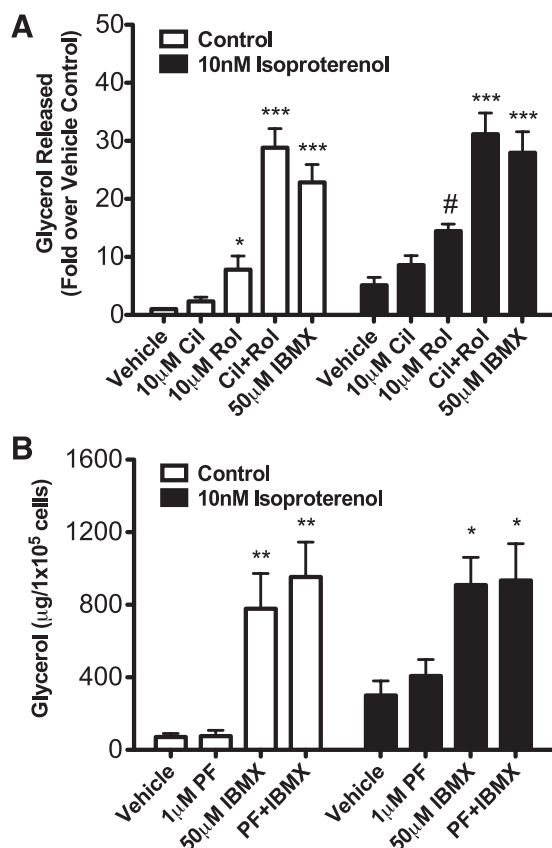 A
Glycerol Released
(Fold over Vehicle Control)
50
40
30
20
10
0
Control
10nM Isoproterenol
*
***
***
#
***
***
Vehicle
10μM Cil
10μM Rol
Cil+Rol
50μM IBMX
Vehicle
10μM Cil
10μM Rol
Cil+Rol
50μM IBMX
B
Glycerol (μg/1x10⁵ cells)
1600
1200
800
400
0
Control
10nM Isoproterenol
**
**
*
*
Vehicle
1μM PF
50μM IBMX
PF+IBMX
Vehicle
1μM PF
50μM IBMX
PF+IBMX